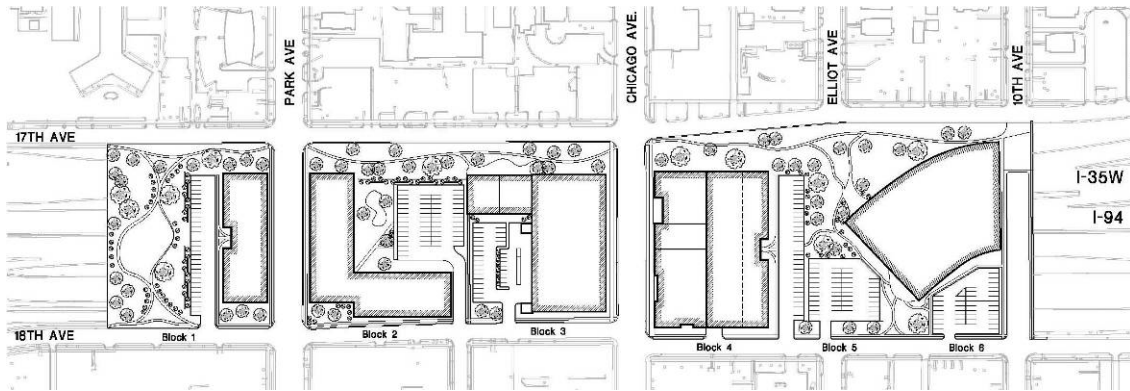 PARK AVE
CHICAGO AVE.
ELLIOT AVE
10TH AVE
17TH AVE
I-35W
I-94
18TH AVE
Block 1
Block 2
Block 3
Block 4
Block 5
Block 6